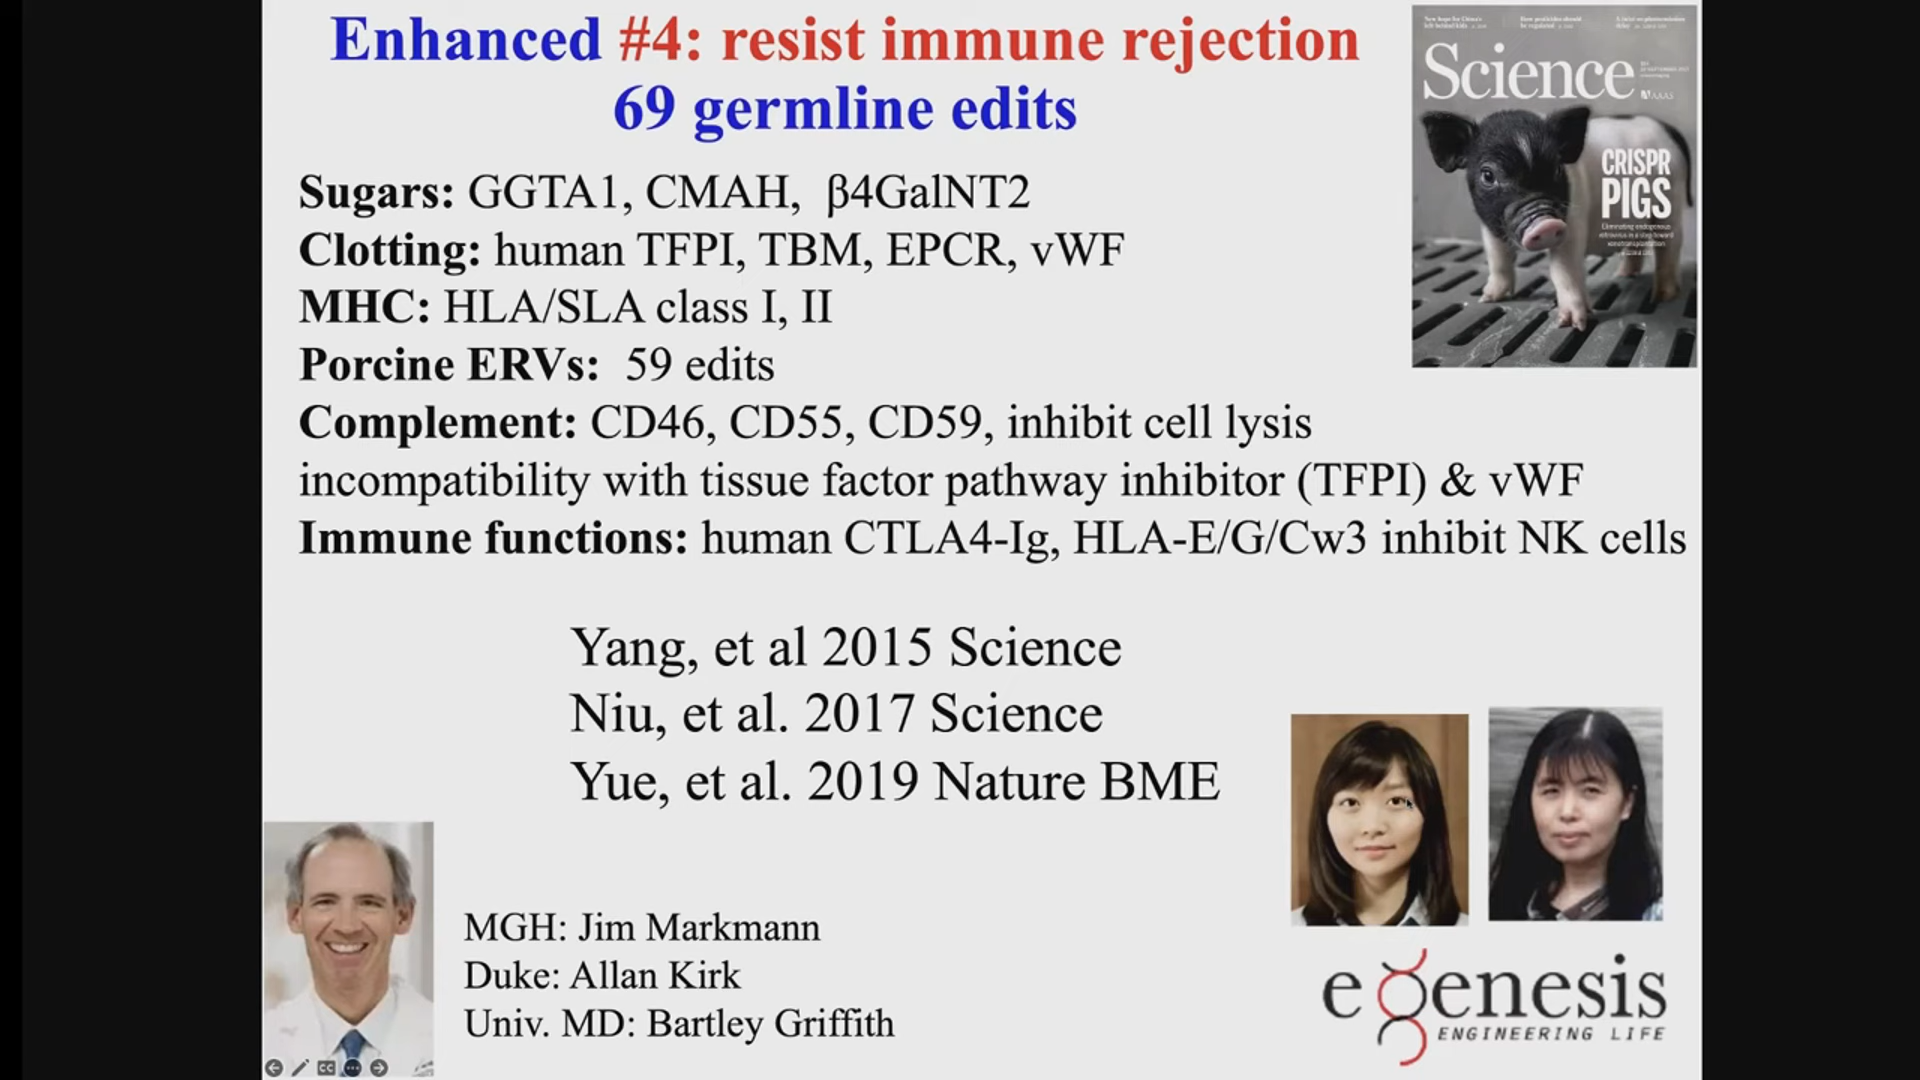 Enhanced #4: resist immune rejection
69 germline edits
Sugars: GGTA1, CMAH, β4GalNT2
Clotting: human TFPI, TBM, EPCR, vWF
MHC: HLA/SLA class I, II
Porcine ERVs: 59 edits
Complement: CD46, CD55, CD59, inhibit cell lysis
incompatibility with tissue factor pathway inhibitor (TFPI) & vWF
Immune functions: human CTLA4-Ig, HLA-E/G/Cw3 inhibit NK cells
Science
AAAS
CRISPR
PIGS
Yang, et al 2015 Science
Niu, et al. 2017 Science
Yue, et al. 2019 Nature BME
MGH: Jim Markmann
Duke: Allan Kirk
Univ. MD: Bartley Griffith
egenesis
ENGINEERING LIFE
CC